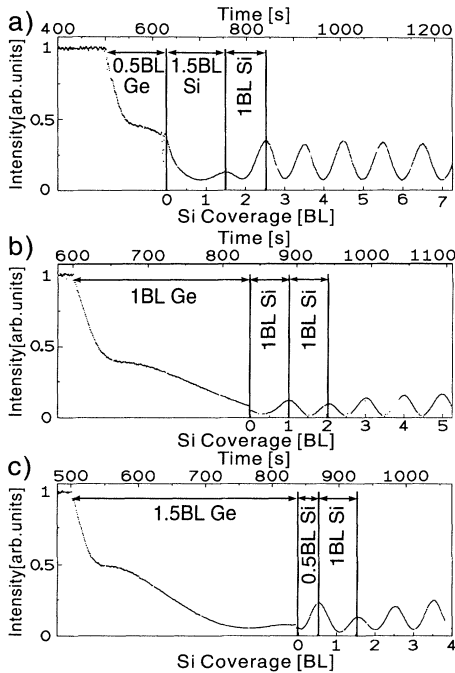 a)
Time [s]
400 600 800 1000 1200
Intensity[arb.units]
1
0.5
0
0.5BL Ge
1.5BL Si
1BL Si
0 1 2 3 4 5 6 7
Si Coverage [BL]
b)
Time [s]
600 700 800 900 1000 1100
Intensity[arb.units]
1
0.5
0
1BL Ge
1BL Si
1BL Si
0 1 2 3 4 5
Si Coverage [BL]
c)
Time [s]
500 600 700 800 900 1000
Intensity[arb.units]
1
0.5
0
1.5BL Ge
0.5BL Si
1BL Si
0 1 2 3 4
Si Coverage [BL]